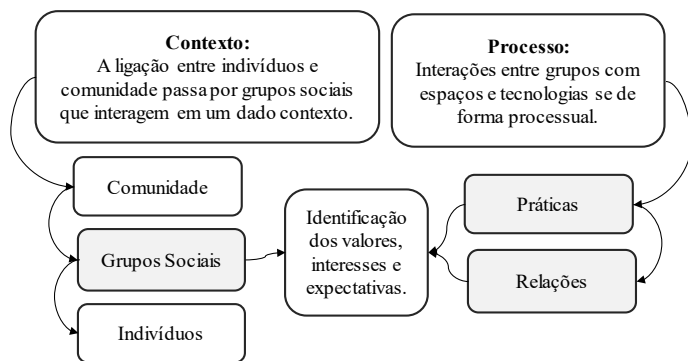 Contexto:
A ligação entre indivíduos e
comunidade passa por grupos sociais
que interagem em um dado contexto.
Processo:
Interações entre grupos com
espaços e tecnologias se de
forma processual.
Comunidade
Grupos Sociais
Indivíduos
Identificação
dos valores,
interesses e
expectativas.
Práticas
Relações